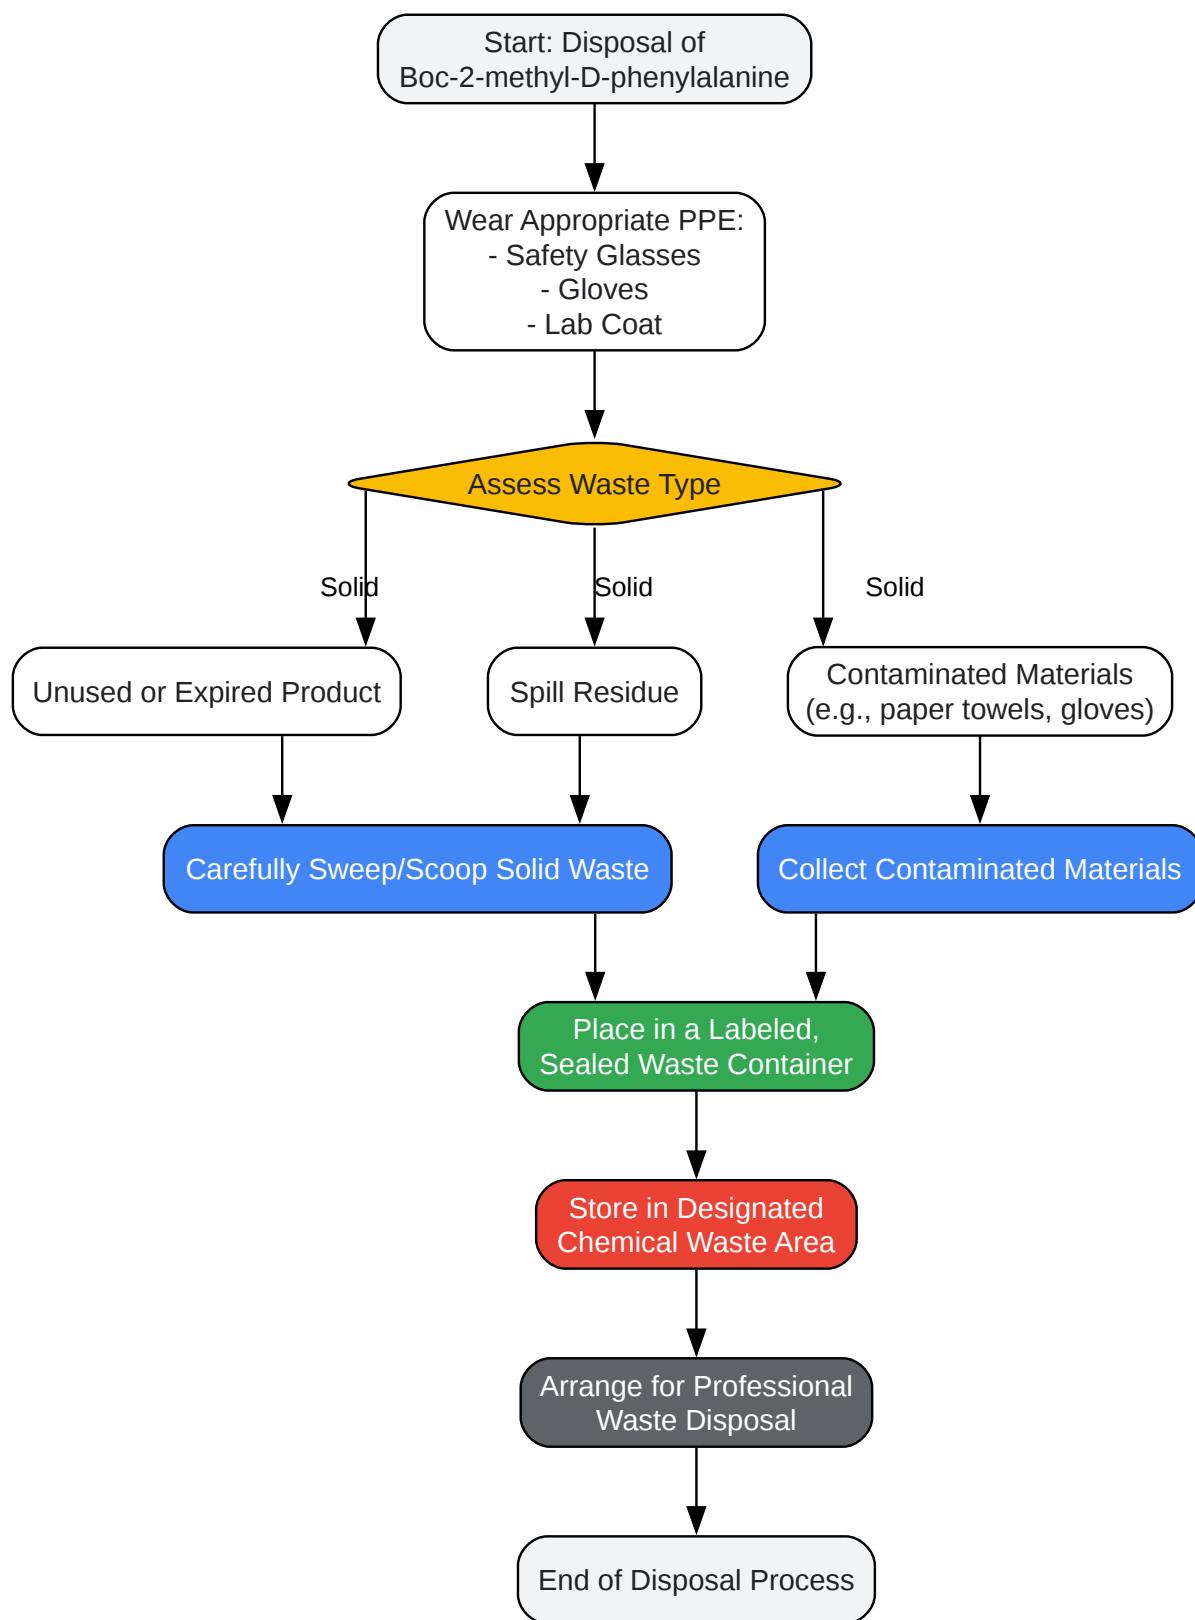 Start: Disposal of
Boc-2-methyl-D-phenylalanine
Wear Appropriate PPE:
- Safety Glasses
- Gloves
- Lab Coat
Assess Waste Type
Solid
Solid
Solid
Unused or Expired Product
Spill Residue
Contaminated Materials
(e.g., paper towels, gloves)
Carefully Sweep/Scoop Solid Waste
Collect Contaminated Materials
Place in a Labeled,
Sealed Waste Container
Store in Designated
Chemical Waste Area
Arrange for Professional
Waste Disposal
End of Disposal Process